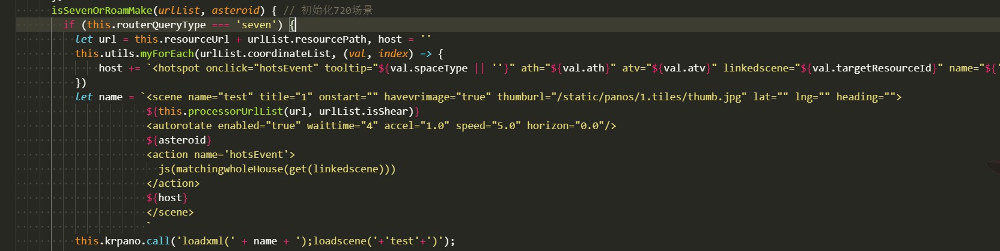 isSevenOrRoamMake(urlList, asteroid) { // 初始化720场景
if (this.routerQueryType === 'seven') {
let url = this.resourceUrl + urlList.resourcePath, host = ''
this.utils.myForEach(urlList.coordinateList, (val, index) => {
host += `<hotspot onclick="hotsEvent" tooltip="${val.spaceType || ''}" ath="${val.ath}" atv="${val.atv}" linkedscene="${val.targetResourceId}" name="${'
})
let name = `<scene name="test" title="1" onstart="" havevrimage="true" thumburl="/static/panos/1.tiles/thumb.jpg" lat="" lng="" heading="">
${this.processorUrlList(url, urlList.isShear)}
<autorotate enabled="true" waittime="4" accel="1.0" speed="5.0" horizon="0.0"/>
${asteroid}
<action name='hotsEvent'>
js(matchingwholeHouse(get(linkedscene)))
</action>
${host}
</scene>
`
this.krpano.call('loadxml(' + name + ');loadscene('+'test'+')');